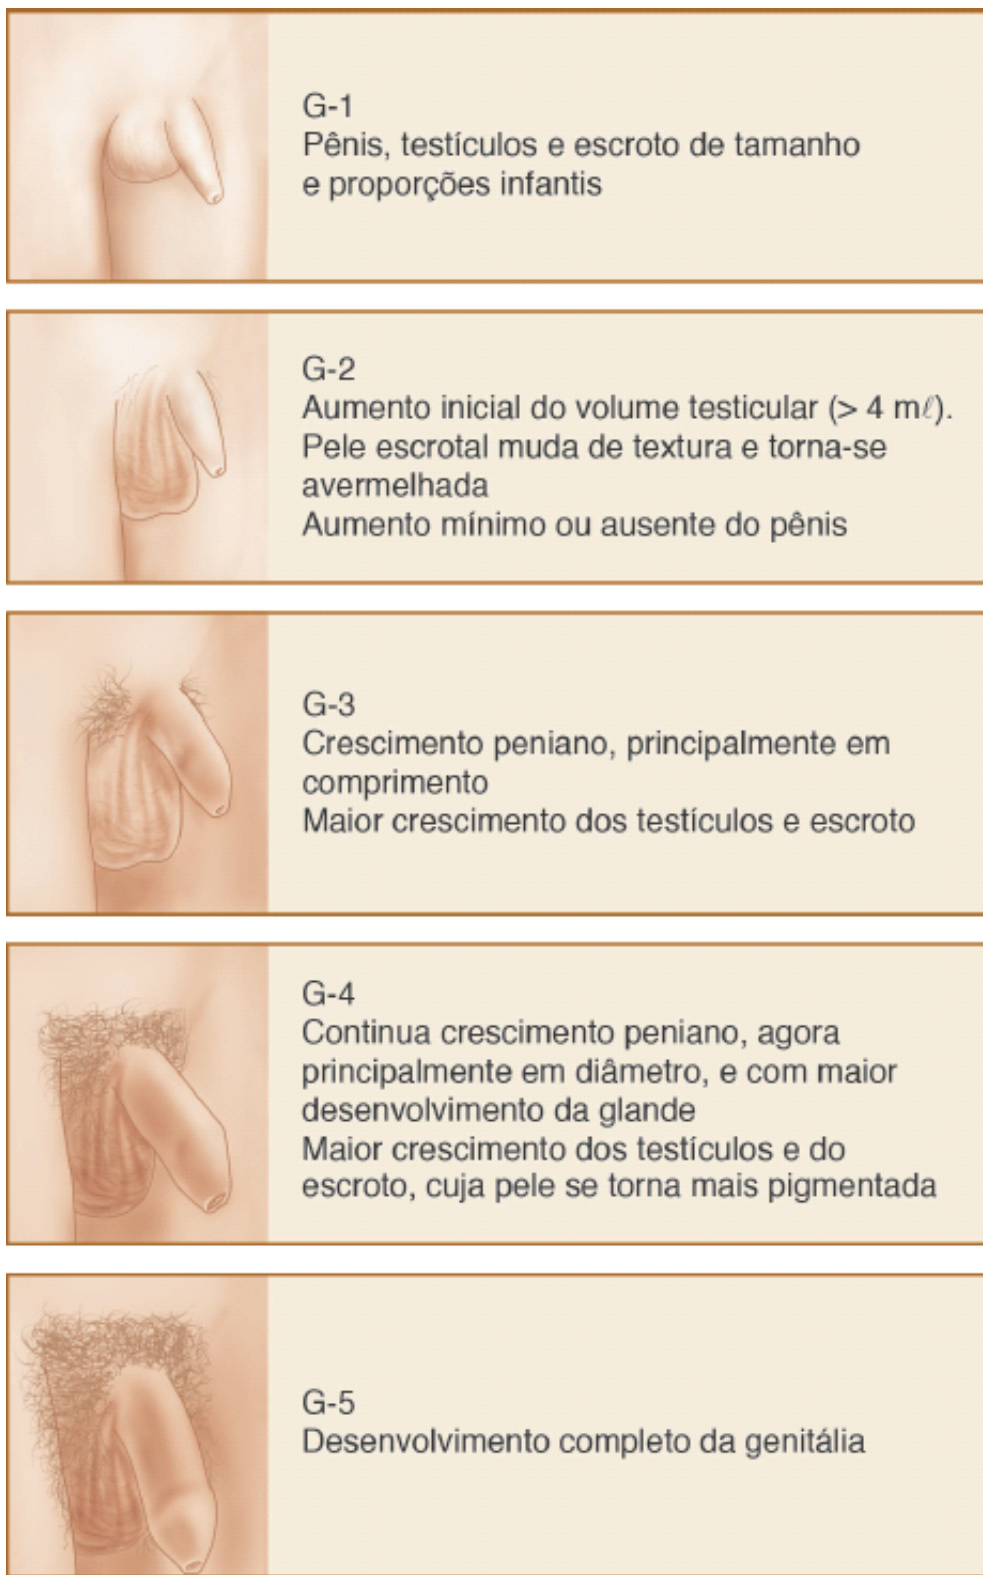 G-1
Pênis, testículos e escroto de tamanho
e proporções infantis
G-2
Aumento inicial do volume testicular (> 4 mℓ).
Pele escrotal muda de textura e torna-se
avermelhada
Aumento mínimo ou ausente do pênis
G-3
Crescimento peniano, principalmente em
comprimento
Maior crescimento dos testículos e escroto
G-4
Continua crescimento peniano, agora
principalmente em diâmetro, e com maior
desenvolvimento da glande
Maior crescimento dos testículos e do
escroto, cuja pele se torna mais pigmentada
G-5
Desenvolvimento completo da genitália